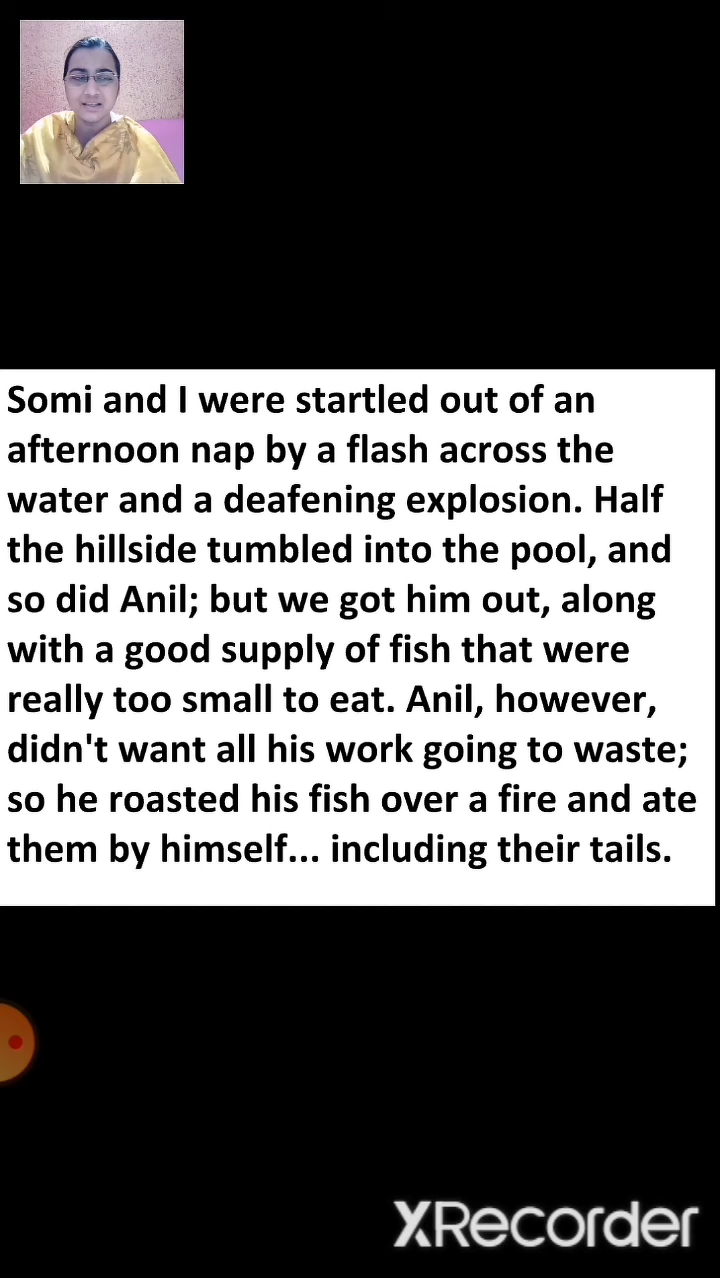 Somi and I were startled out of an
afternoon nap by a flash across the
water and a deafening explosion. Half
the hillside tumbled into the pool, and
so did Anil; but we got him out, along
with a good supply of fish that were
really too small to eat. Anil, however,
didn't want all his work going to waste;
so he roasted his fish over a fire and ate
them by himself... including their tails.
XRecorder